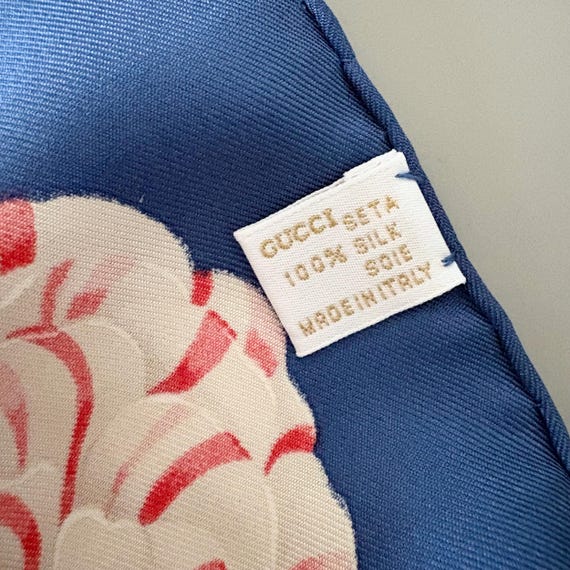 GUCCI SETA
100% SILK
SOIE
MADE IN ITALY